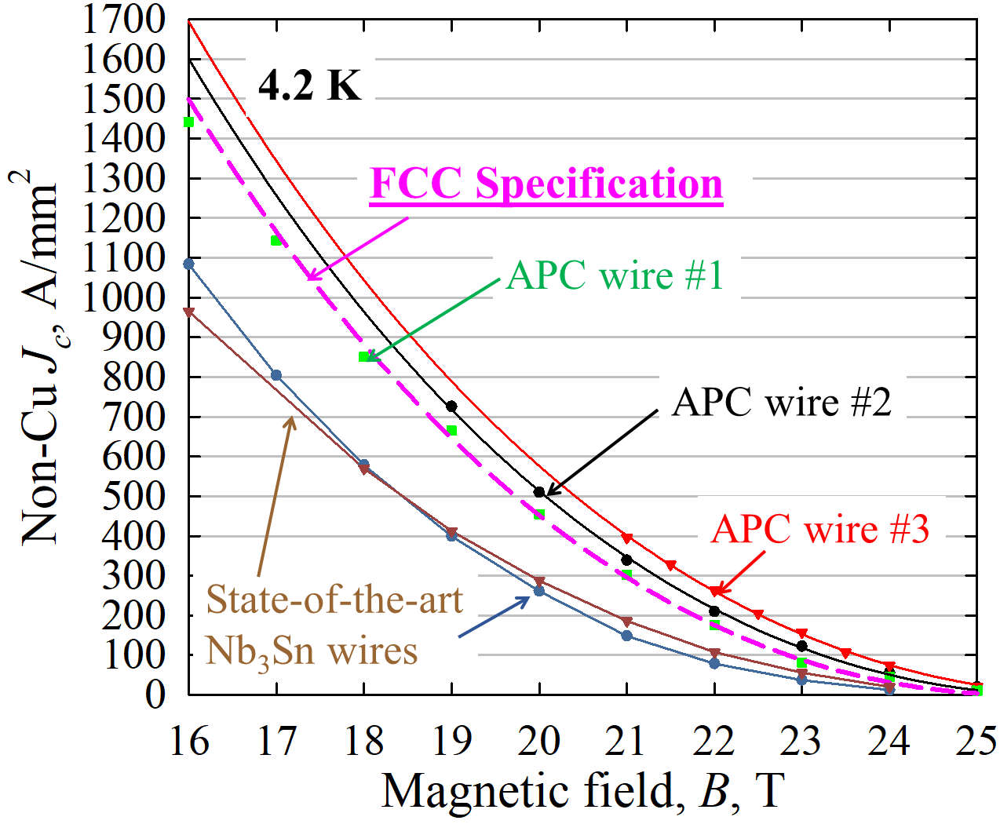 1700
1600
1500
1400
1300
1200
1100
1000
900
800
700
600
500
400
300
200
100
0
Non-Cu Jc, A/mm²
4.2 K
FCC Specification
APC wire #1
APC wire #2
APC wire #3
State-of-the-art
Nb₃Sn wires
16 17 18 19 20 21 22 23 24 25
Magnetic field, B, T